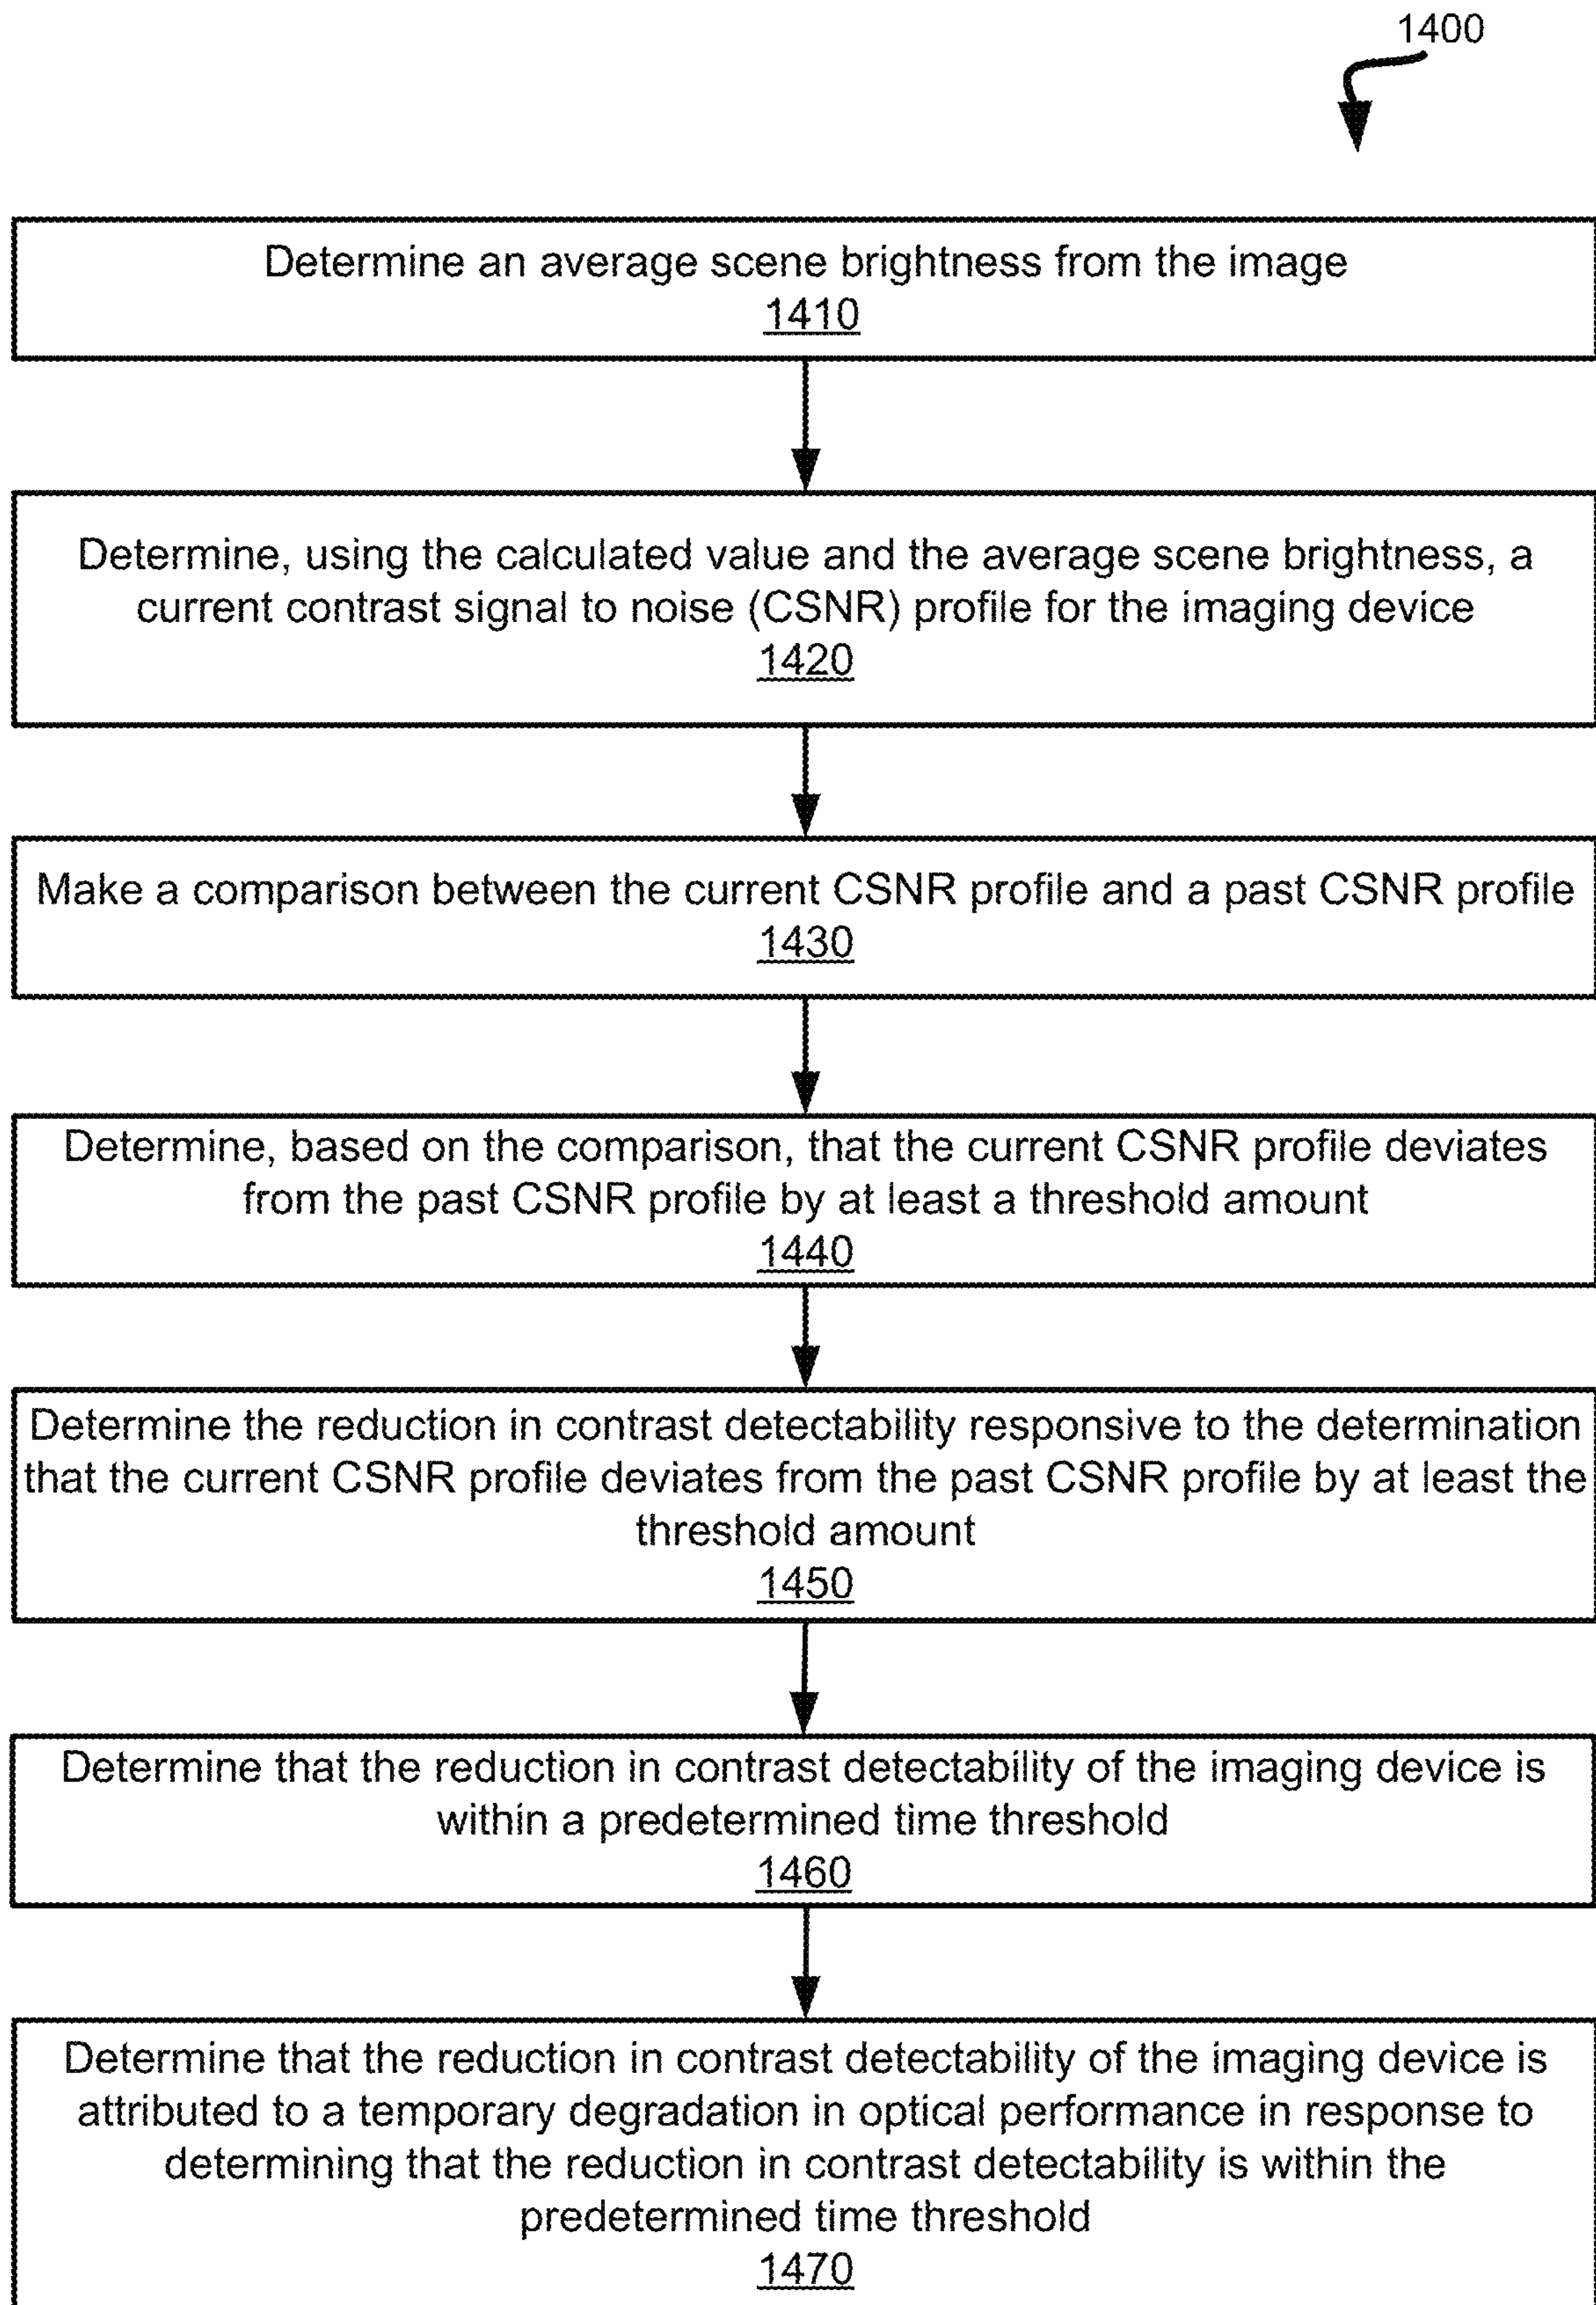 1400
Determine an average scene brightness from the image
1410
Determine, using the calculated value and the average scene brightness, a
current contrast signal to noise (CSNR) profile for the imaging device
1420
Make a comparison between the current CSNR profile and a past CSNR profile
1430
Determine, based on the comparison, that the current CSNR profile deviates
from the past CSNR profile by at least a threshold amount
1440
Determine the reduction in contrast detectability responsive to the determination
that the current CSNR profile deviates from the past CSNR profile by at least the
threshold amount
1450
Determine that the reduction in contrast detectability of the imaging device is
within a predetermined time threshold
1460
Determine that the reduction in contrast detectability of the imaging device is
attributed to a temporary degradation in optical performance in response to
determining that the reduction in contrast detectability is within the
predetermined time threshold
1470